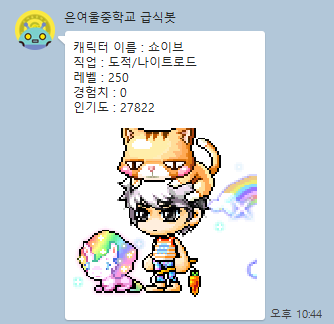 은여울중학교 급식봇
캐릭터 이름 : 쇼이브
직업 : 도적/나이트로드
레벨 : 250
경험치 : 0
인기도 : 27822
오후 10:44